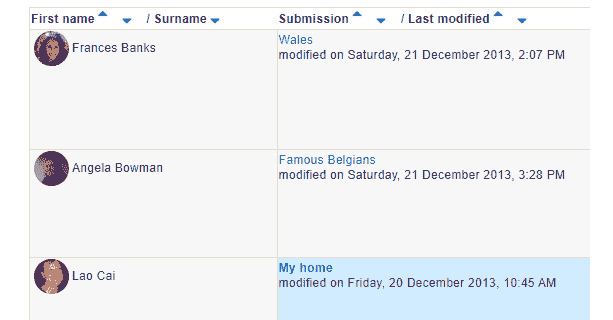 First name / Surname Submission / Last modified
Frances Banks
Wales
modified on Saturday, 21 December 2013, 2:07 PM
Angela Bowman
Famous Belgians
modified on Saturday, 21 December 2013, 3:28 PM
Lao Cai
My home
modified on Friday, 20 December 2013, 10:45 AM